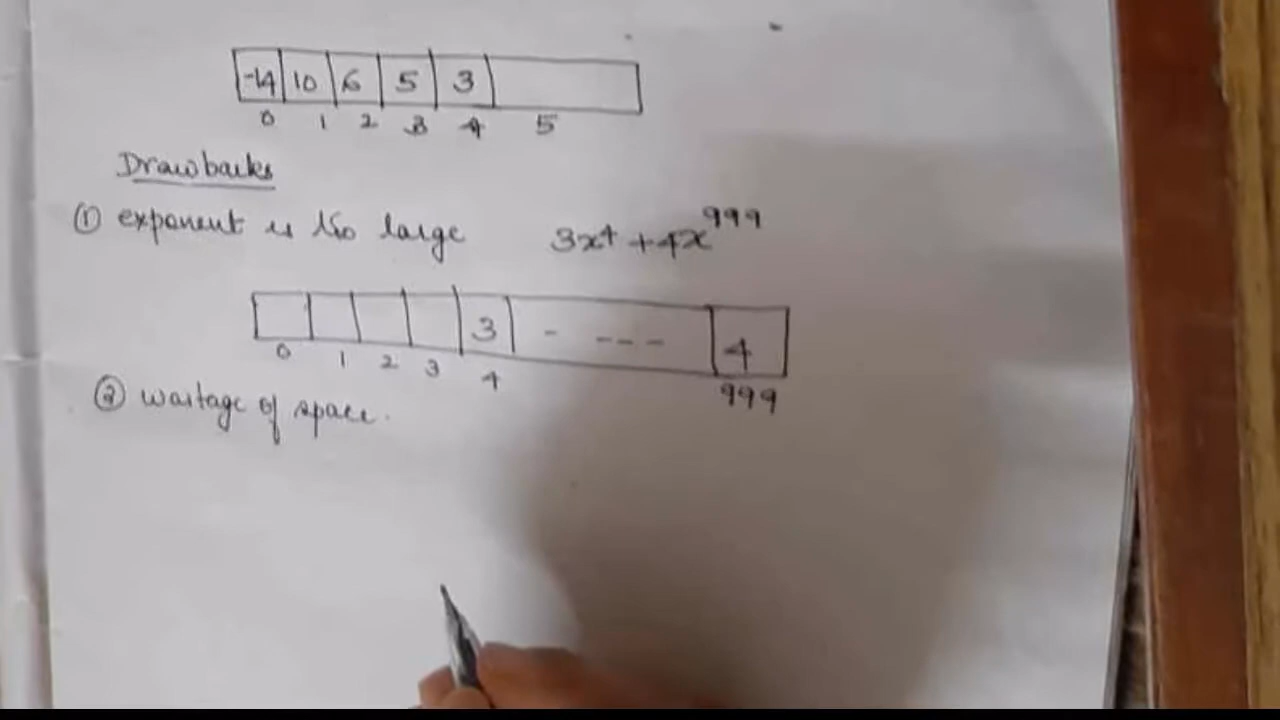 -14 10 6 5 3
0 1 2 3 4 5
Drawbacks
① exponent is too large 3x⁴ + 4x⁹⁹⁹
3 - --- 4
0 1 2 3 4 999
② wastage of space.